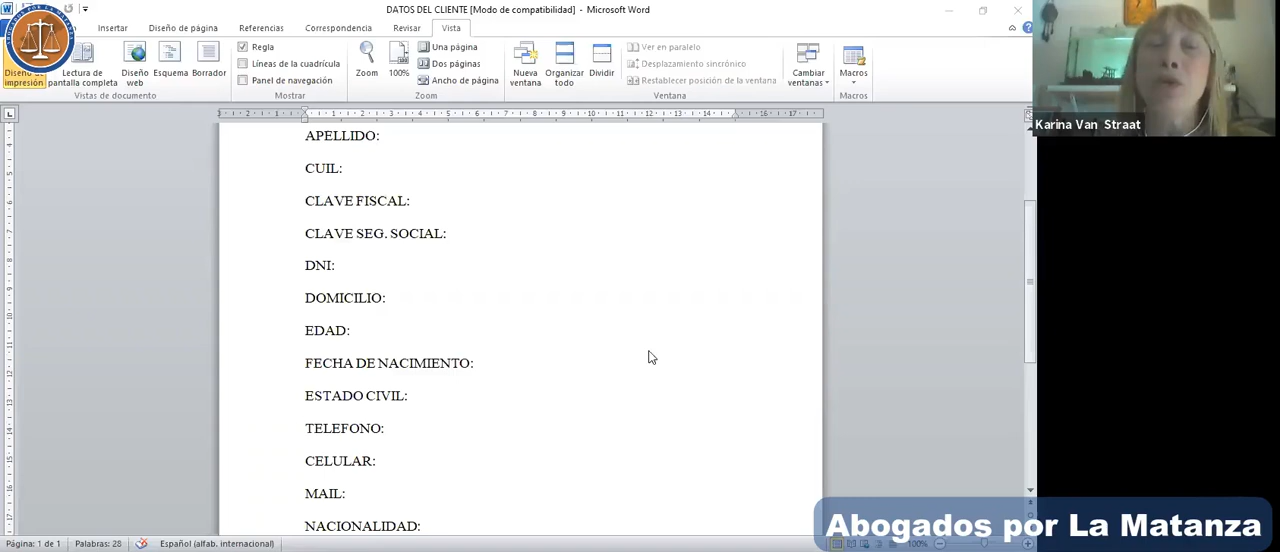 DATOS DEL CLIENTE [Modo de compatibilidad] - Microsoft Word
Insertar Diseño de página Referencias Correspondencia Revisar Vista
Diseño de impresión
Lectura de pantalla completa
Diseño web
Esquema
Borrador
Vistas de documento
Regla
Líneas de la cuadrícula
Panel de navegación
Mostrar
Zoom
100%
Una página
Dos páginas
Ancho de página
Zoom
Nueva ventana
Organizar todo
Dividir
Ver en paralelo
Desplazamiento sincrónico
Restablecer posición de la ventana
Ventana
Cambiar ventanas
Macros
Macros
Karina Van Straat
APELLIDO:
CUIL:
CLAVE FISCAL:
CLAVE SEG. SOCIAL:
DNI:
DOMICILIO:
EDAD:
FECHA DE NACIMIENTO:
ESTADO CIVIL:
TELEFONO:
CELULAR:
MAIL:
NACIONALIDAD:
Abogados por La Matanza
Página: 1 de 1 Palabras: 28 Español (alfab. internacional) 100%